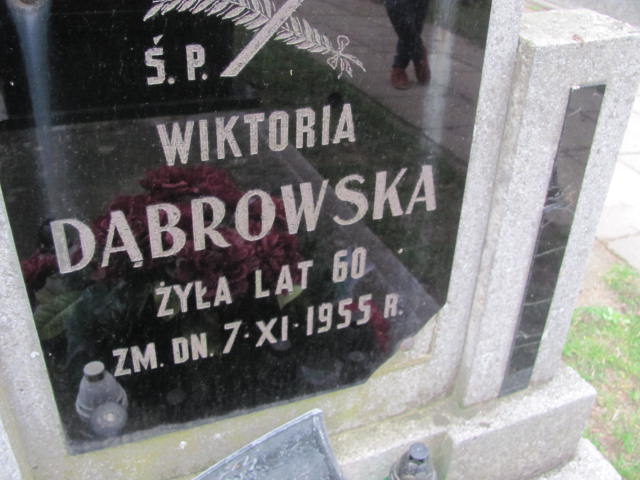 Ś.P.
WIKTORIA
DĄBROWSKA
ŻYŁA LAT 60
ZM. DN. 7·XI·1955 R.